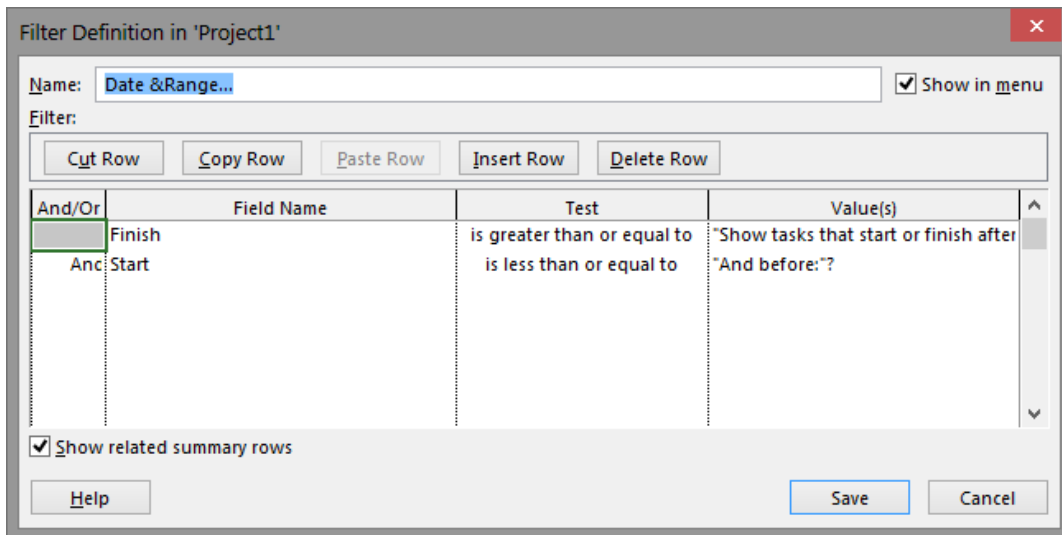 Filter Definition in 'Project1'
Name: Date &Range... Show in menu
Filter:
Cut Row Copy Row Paste Row Insert Row Delete Row
And/Or Field Name Test Value(s)
Finish is greater than or equal to "Show tasks that start or finish after
And Start is less than or equal to "And before:"?
Show related summary rows
Help Save Cancel